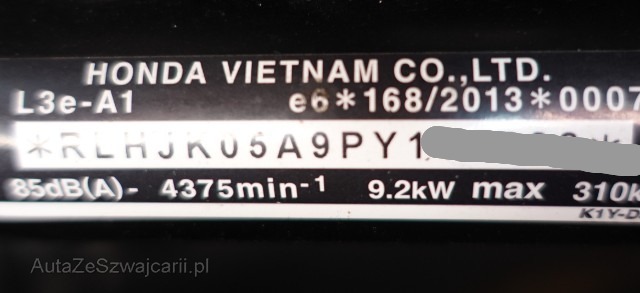 HONDA VIETNAM CO.,LTD.
L3e-A1 e6*168/2013*0007
*RLHJK05A9PY1
85dB(A)- 4375min-1 9.2kW max 310k
K1Y-D
AutaZeSzwajcarii.pl